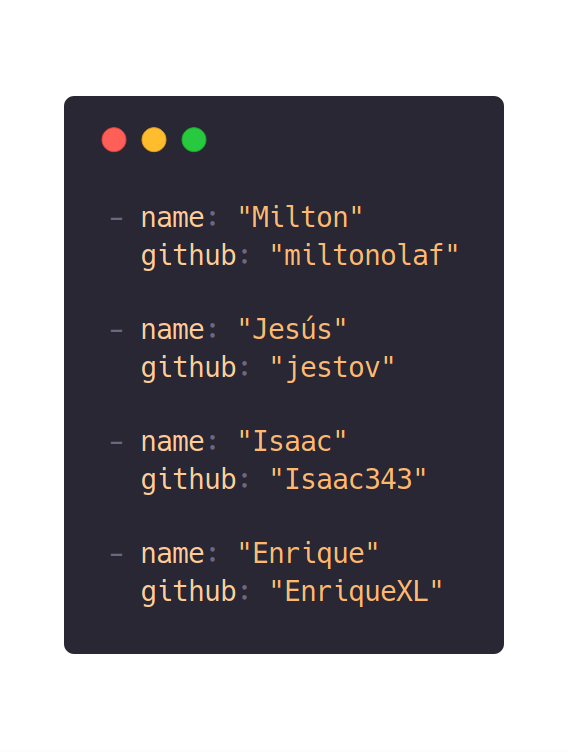 - name: "Milton"
github: "miltonolaf"
- name: "Jesús"
github: "jestov"
- name: "Isaac"
github: "Isaac343"
- name: "Enrique"
github: "EnriqueXL"